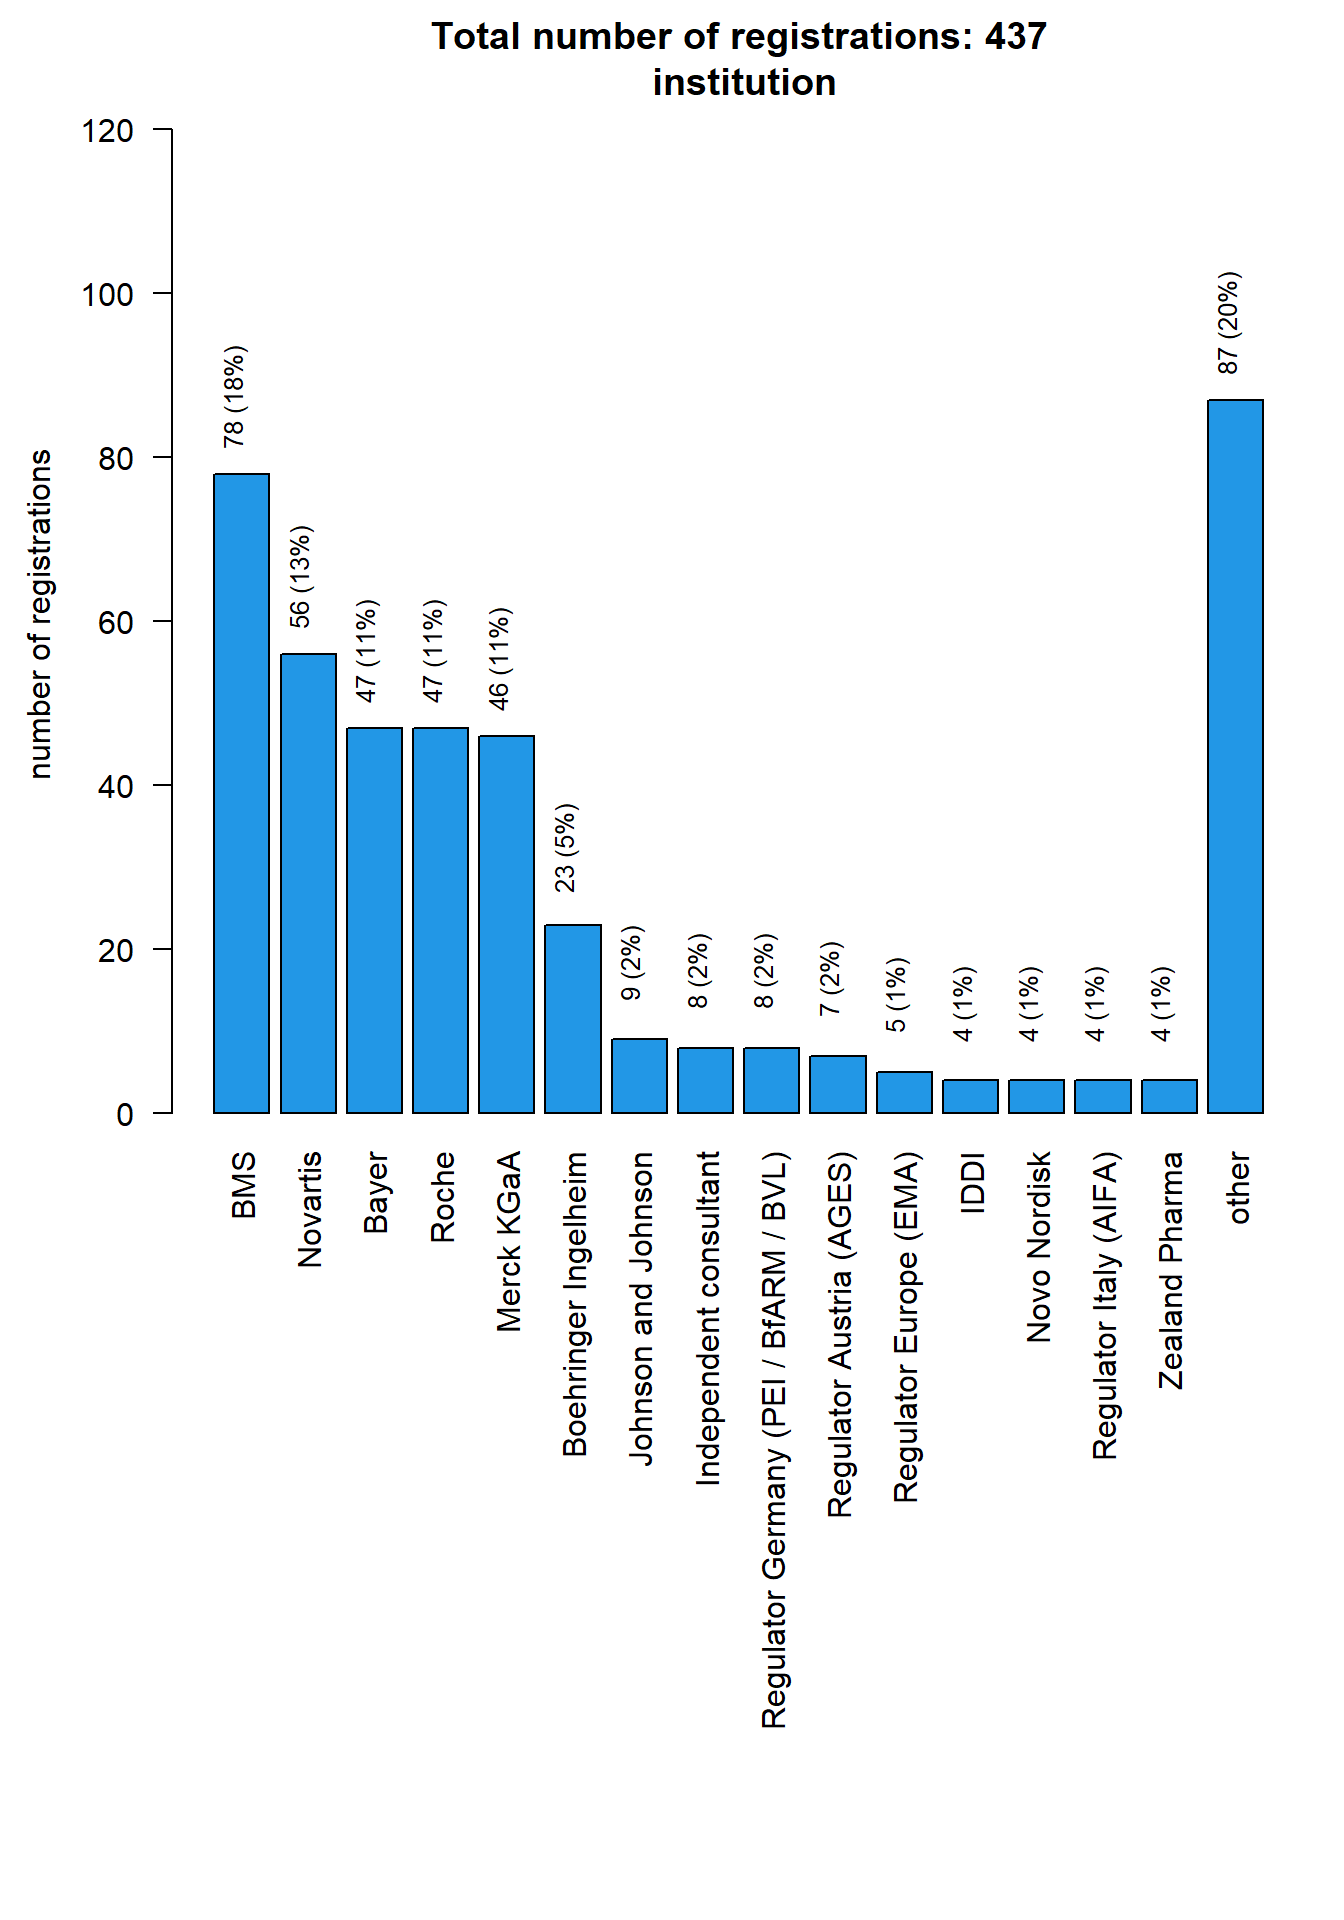 Total number of registrations: 437
institution
number of registrations
120
100
80
60
40
20
0
78 (18%)
56 (13%)
47 (11%)
47 (11%)
46 (11%)
23 (5%)
9 (2%)
8 (2%)
8 (2%)
7 (2%)
5 (1%)
4 (1%)
4 (1%)
4 (1%)
4 (1%)
87 (20%)
BMS
Novartis
Bayer
Roche
Merck KGaA
Boehringer Ingelheim
Johnson and Johnson
Independent consultant
Regulator Germany (PEI / BfARM / BVL)
Regulator Austria (AGES)
Regulator Europe (EMA)
IDDI
Novo Nordisk
Regulator Italy (AIFA)
Zealand Pharma
other